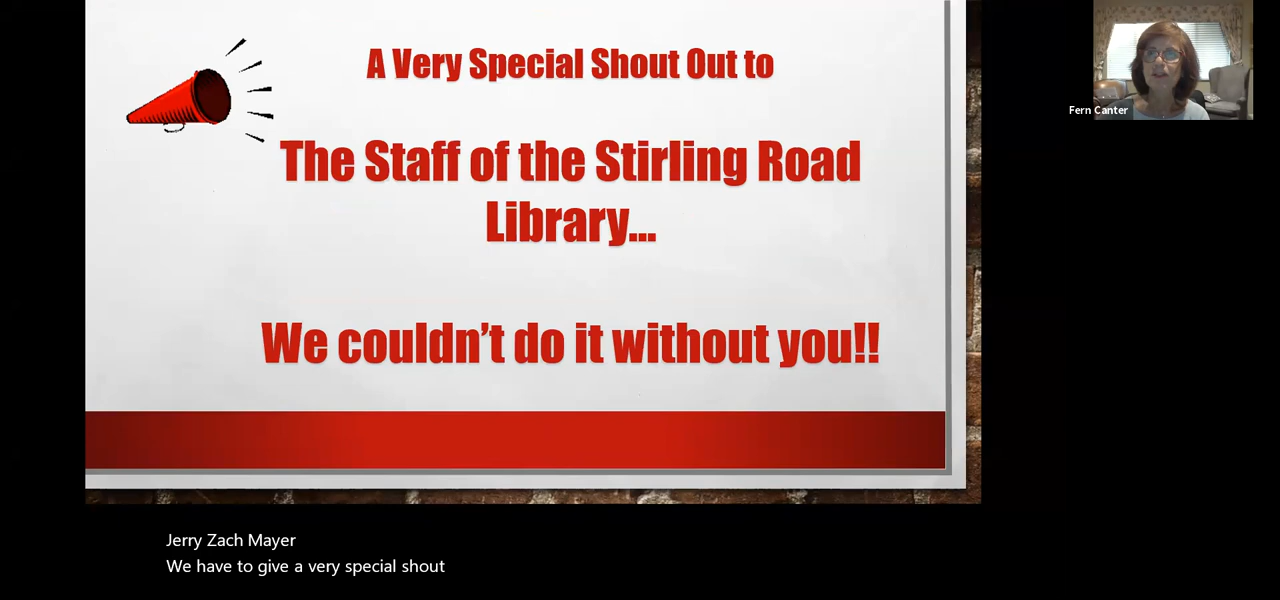 A Very Special Shout Out to
The Staff of the Stirling Road
Library...
We couldn't do it without you!!
Fern Canter
Jerry Zach Mayer
We have to give a very special shout